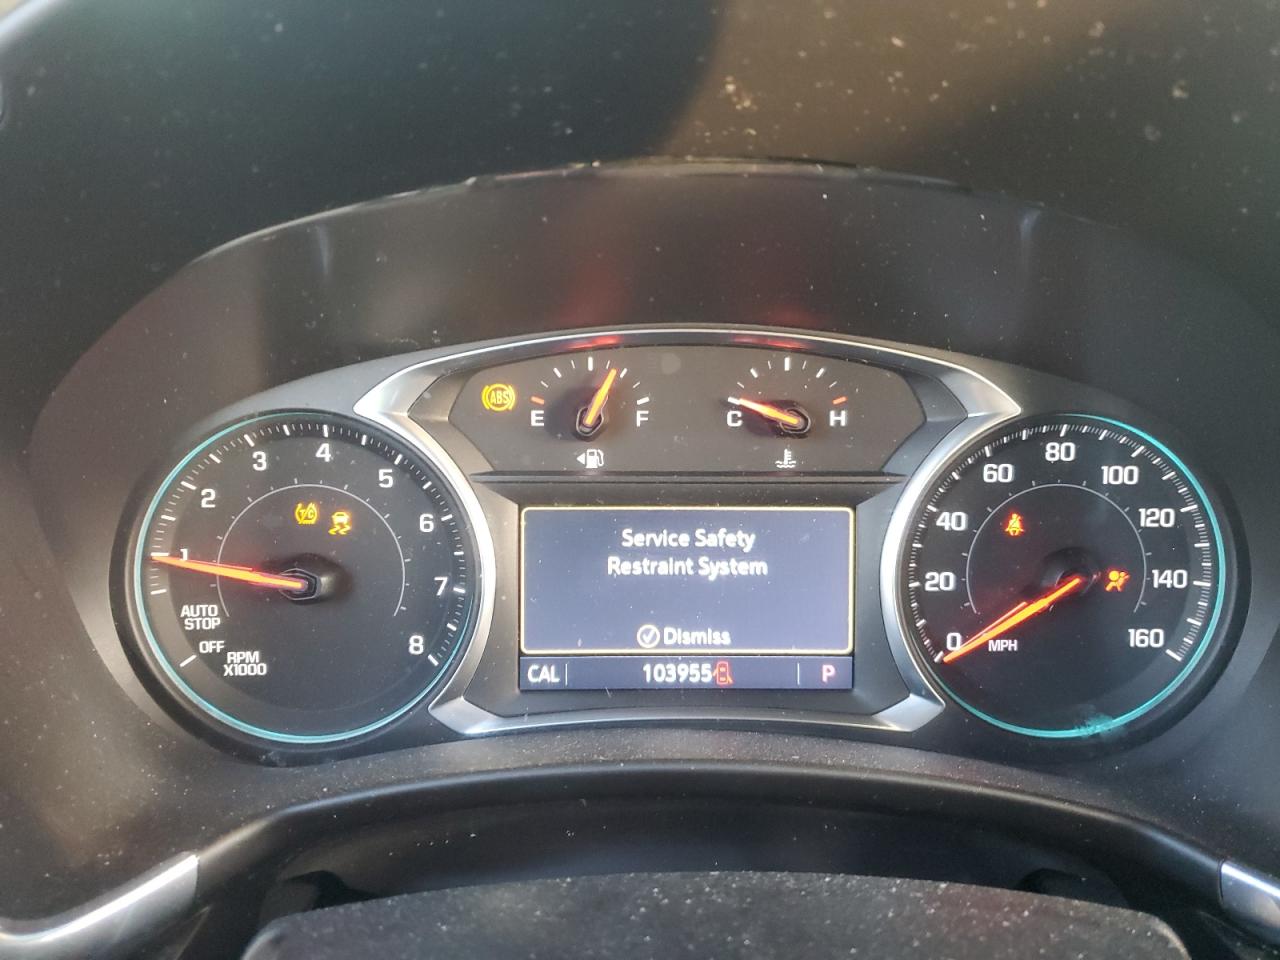 ABS
E F
C H
1 2 3 4 5 6 7 8
AUTO
STOP
OFF
RPM
X1000
T/C
Service Safety
Restraint System
Dismiss
CAL 103955 P
0 20 40 60 80 100 120 140 160
MPH